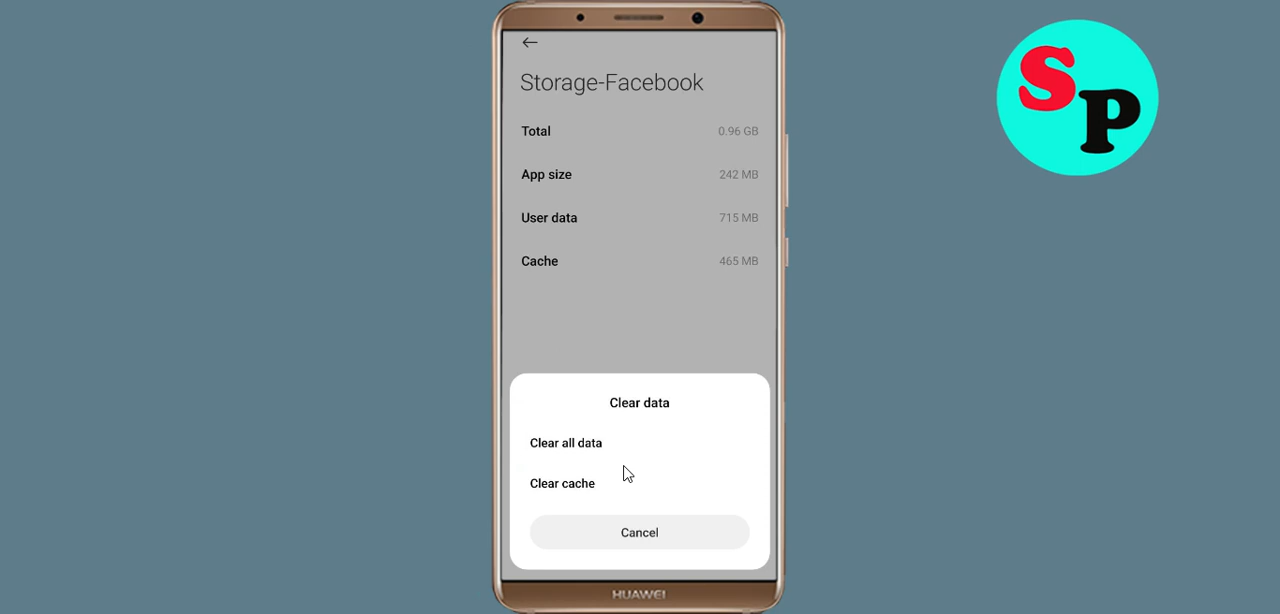 SP
Storage-Facebook
Total 0.96 GB
App size 242 MB
User data 715 MB
Cache 465 MB
Clear data
Clear all data
Clear cache
Cancel
HUAWEI